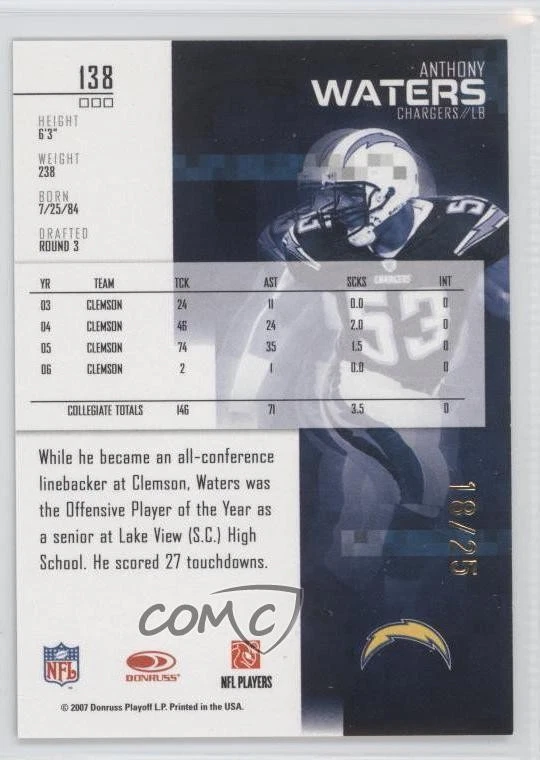 138
ANTHONY
WATERS
CHARGERS//LB
HEIGHT
6'3"
WEIGHT
238
BORN
7/25/84
DRAFTED
ROUND 3
YR TEAM TCK AST SCKS INT
03 CLEMSON 24 11 0.0 0
04 CLEMSON 46 24 2.0 0
05 CLEMSON 74 35 1.5 0
06 CLEMSON 2 1 0.0 0
COLLEGIATE TOTALS 146 71 3.5 0
CHARGERS
53
53
While he became an all-conference
linebacker at Clemson, Waters was
the Offensive Player of the Year as
a senior at Lake View (S.C.) High
School. He scored 27 touchdowns.
18/25
COMC
NFL
DONRUSS
NFL PLAYERS
© 2007 Donruss Playoff L.P. Printed in the USA.